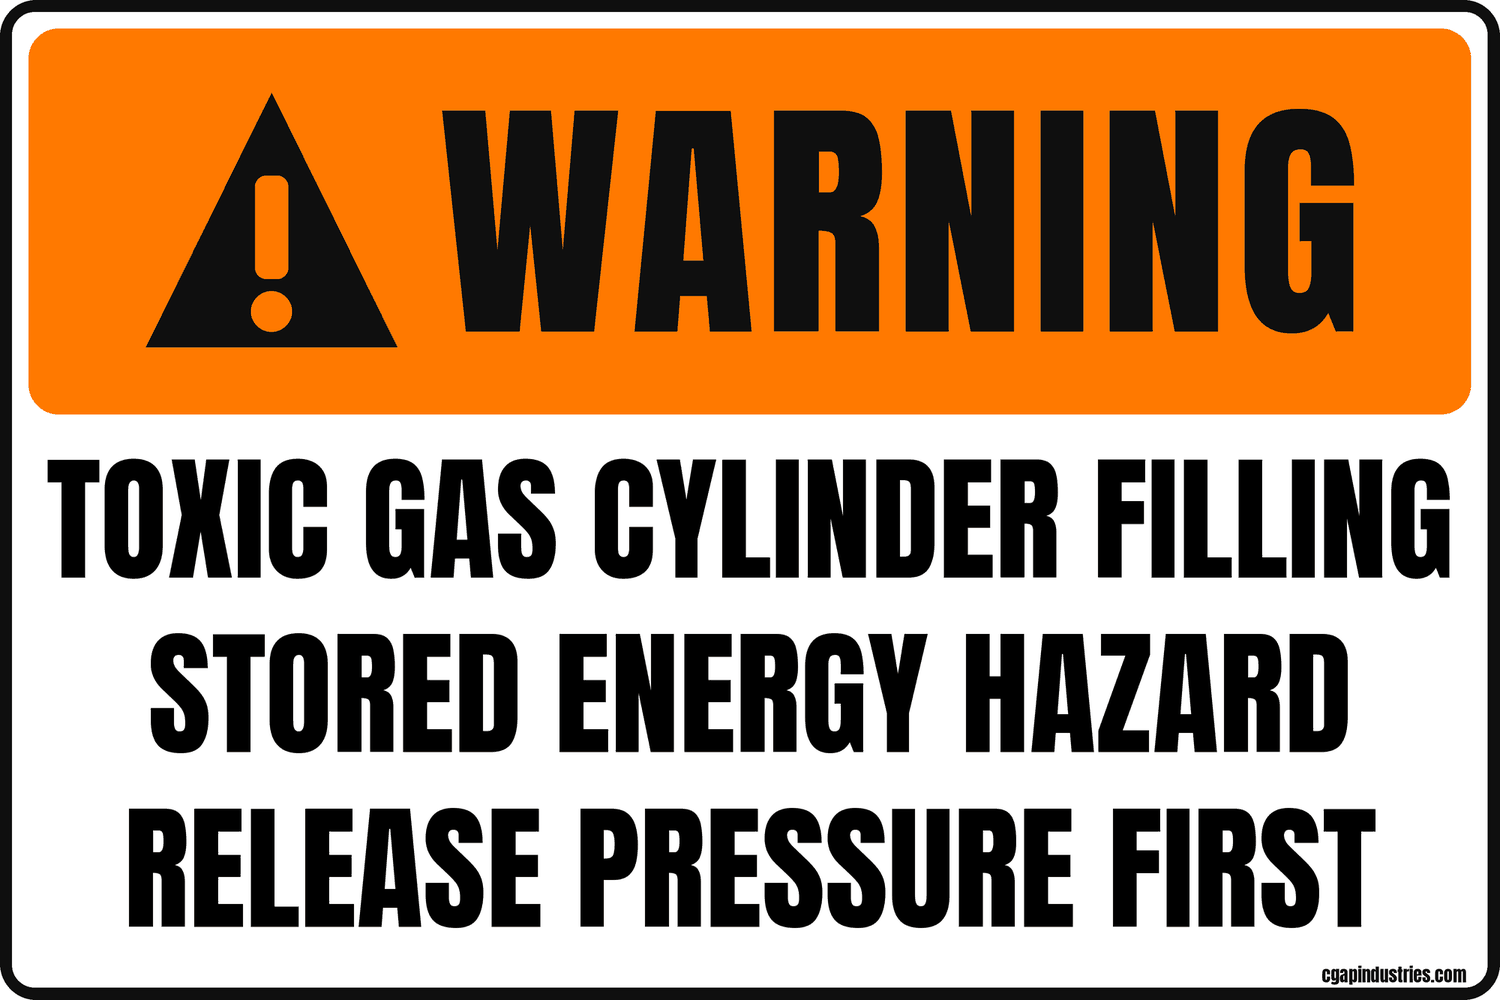 WARNING
TOXIC GAS CYLINDER FILLING
STORED ENERGY HAZARD
RELEASE PRESSURE FIRST
cgapindustries.com